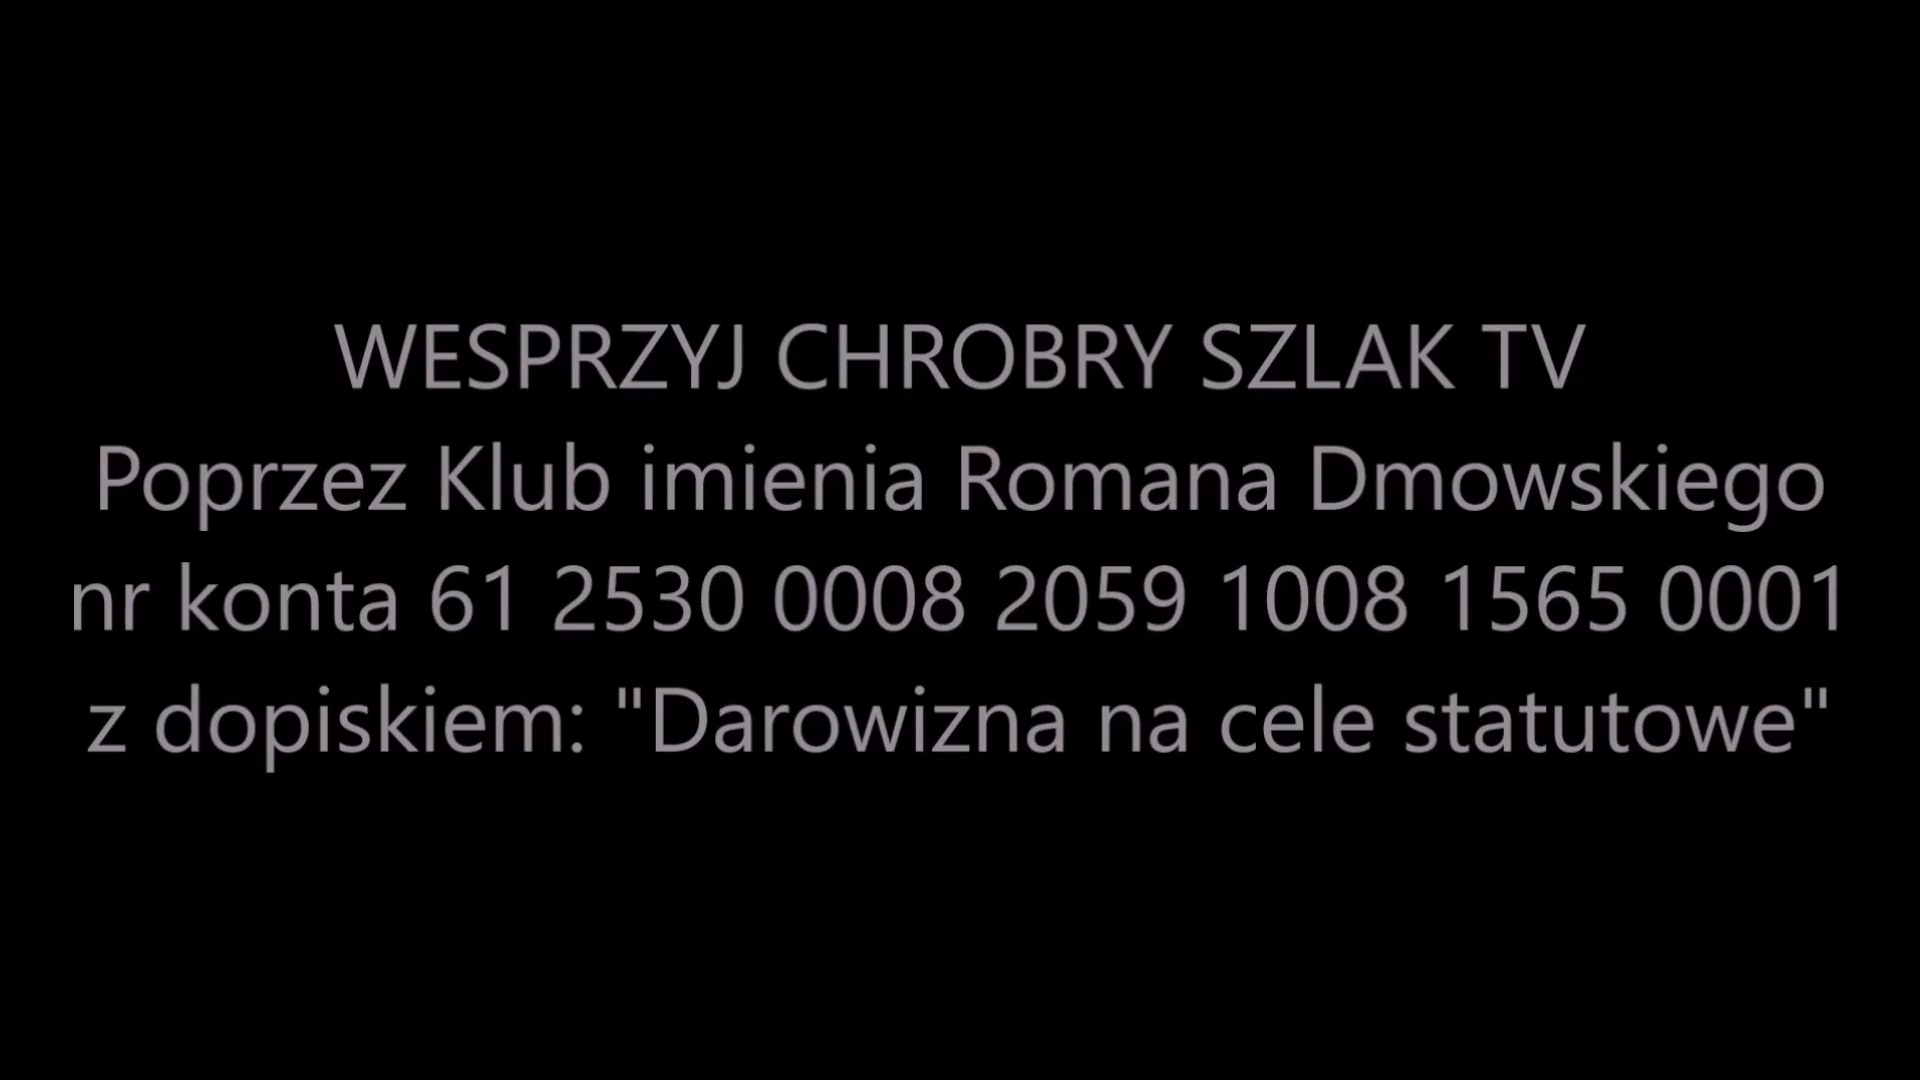 WESPRZYJ CHROBRY SZLAK TV
Poprzez Klub imienia Romana Dmowskiego
nr konta 61 2530 0008 2059 1008 1565 0001
z dopiskiem: "Darowizna na cele statutowe"